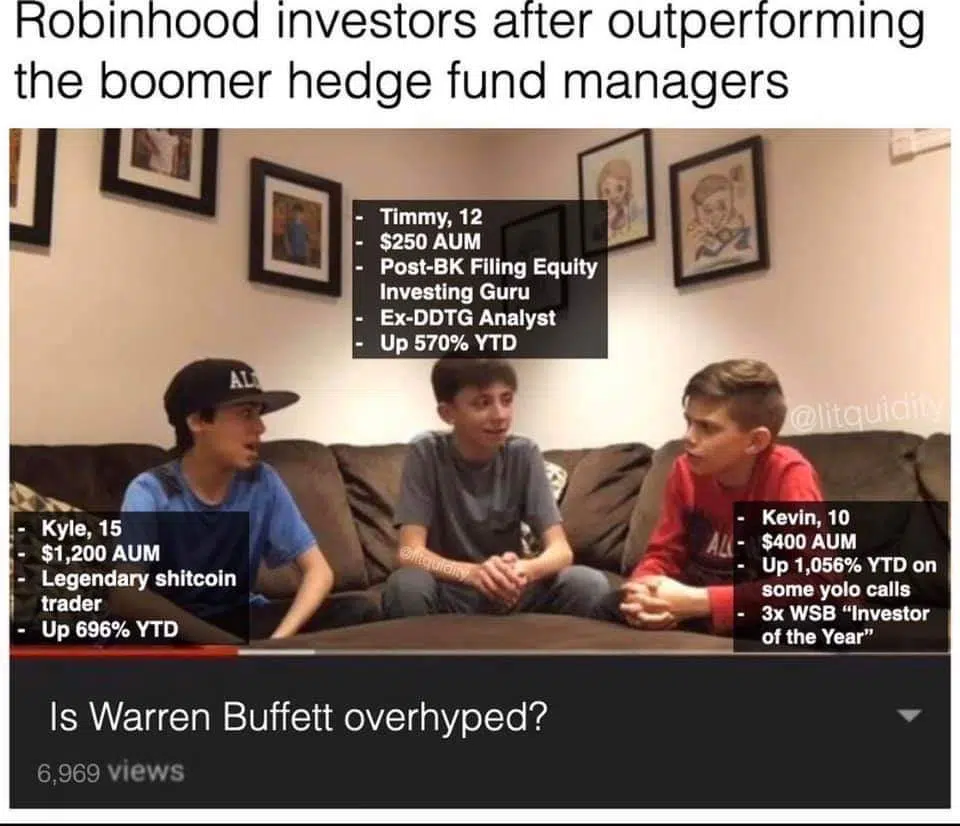 Robinhood investors after outperforming
the boomer hedge fund managers
- Timmy, 12
- $250 AUM
- Post-BK Filing Equity
Investing Guru
- Ex-DDTG Analyst
- Up 570% YTD
@litquidity
- Kyle, 15
- $1,200 AUM
- Legendary shitcoin
trader
- Up 696% YTD
@litquidity
- Kevin, 10
- $400 AUM
- Up 1,056% YTD on
some yolo calls
- 3x WSB “Investor
of the Year”
Is Warren Buffett overhyped?
6,969 views